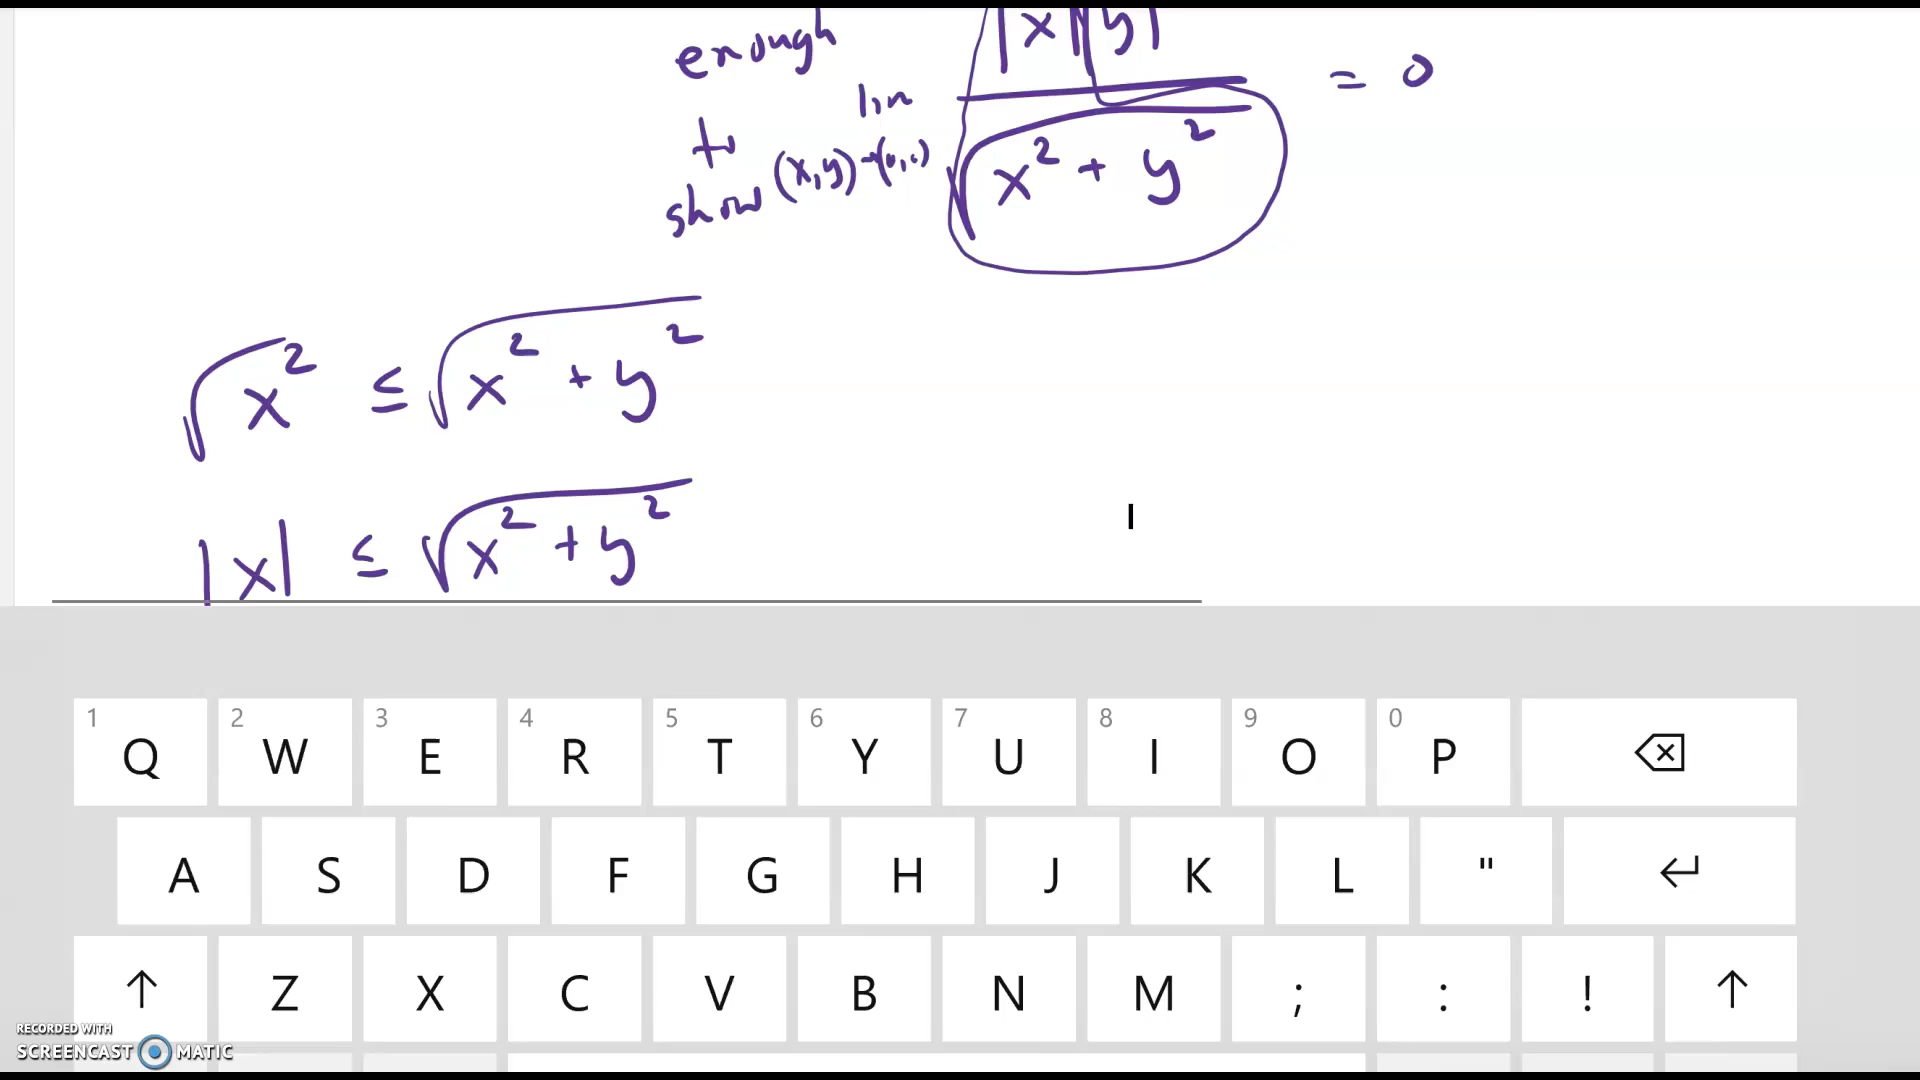 enough
|x||y|
lim
= 0
to
(x,y)→(0,0)
√x² + y²
show
√x² ≤ √x² + y²
|x| ≤ √x² + y²
1 2 3 4 5 6 7 8 9 0
Q W E R T Y U I O P
A S D F G H J K L "
Z X C V B N M ; : !
RECORDED WITH
SCREENCAST MATIC